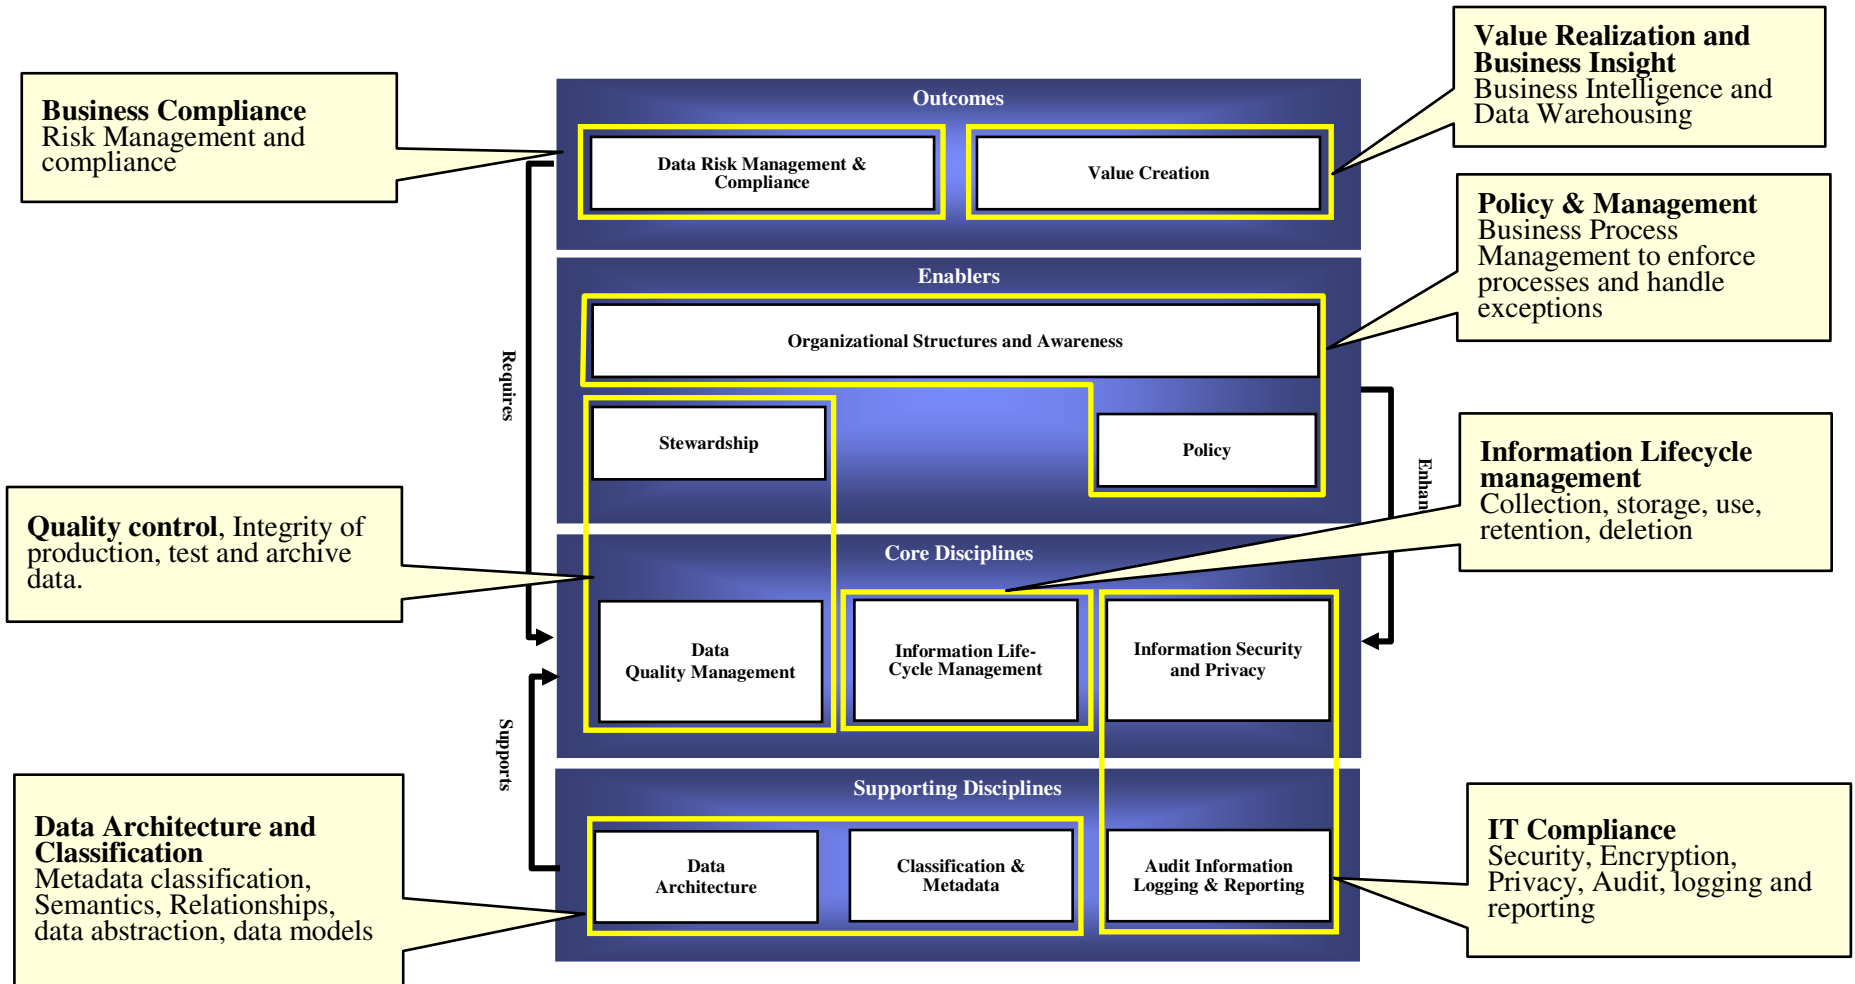 Business Compliance
Risk Management and
compliance
Value Realization and
Business Insight
Business Intelligence and
Data Warehousing
Outcomes
Data Risk Management &
Compliance
Value Creation
Policy & Management
Business Process
Management to enforce
processes and handle
exceptions
Enablers
Organizational Structures and Awareness
Requires
Stewardship
Policy
Enhan
Information Lifecycle
management
Collection, storage, use,
retention, deletion
Quality control, Integrity of
production, test and archive
data.
Core Disciplines
Data
Quality Management
Information Life-
Cycle Management
Information Security
and Privacy
Supports
Supporting Disciplines
Data
Architecture
Classification &
Metadata
Audit Information
Logging & Reporting
Data Architecture and
Classification
Metadata classification,
Semantics, Relationships,
data abstraction, data models
IT Compliance
Security, Encryption,
Privacy, Audit, logging and
reporting